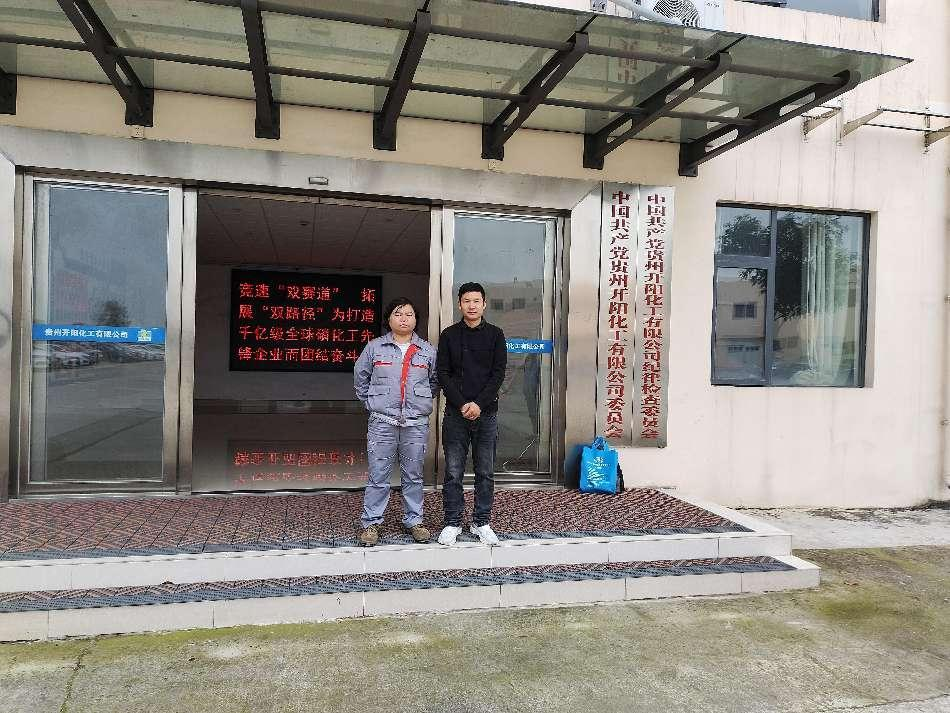 贵州开阳化工有限公司
竞速“双赛道” 拓
展“双路径”为打造
千亿级全球磷化工先
锋企业而团结奋斗
化工有限公司
中国共产党贵州开阳化工有限公司委员会
中国共产党贵州开阳化工有限公司纪律检查委员会